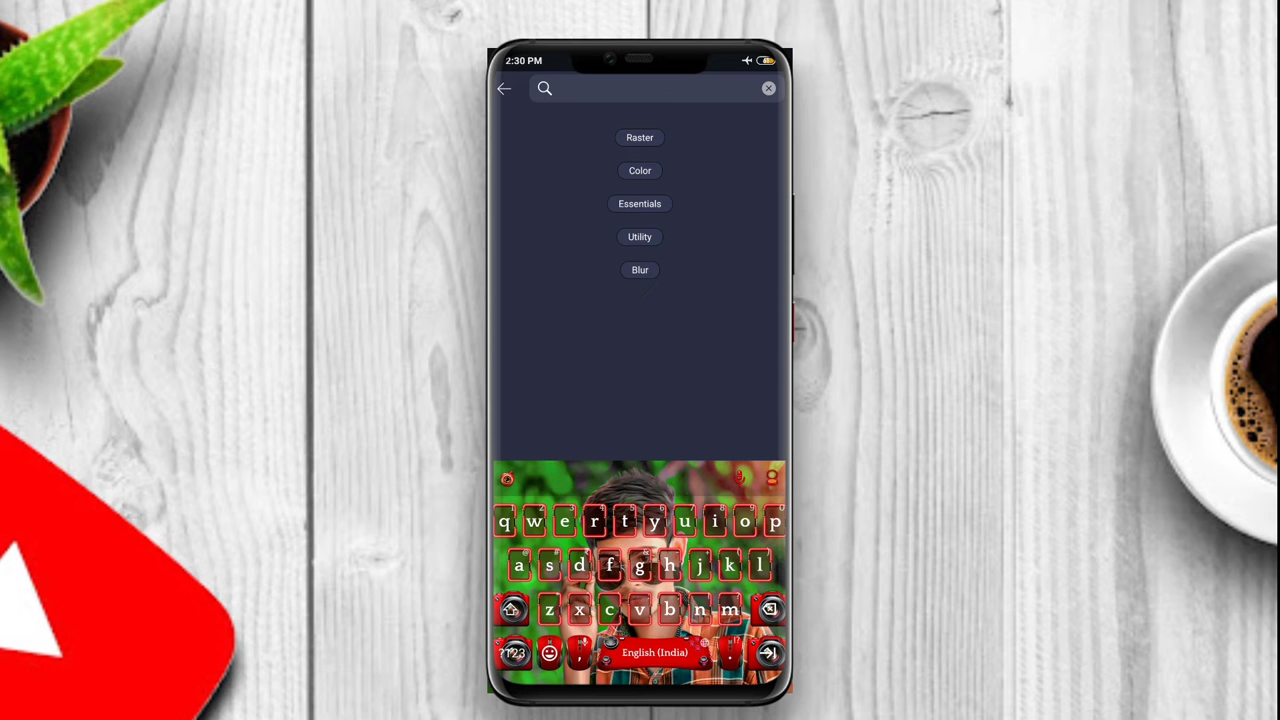 2:30 PM
Raster
Color
Essentials
Utility
Blur
q w e r t y u i o p
a s d f g h j k l
z x c v b n m
?123 , English (India) .